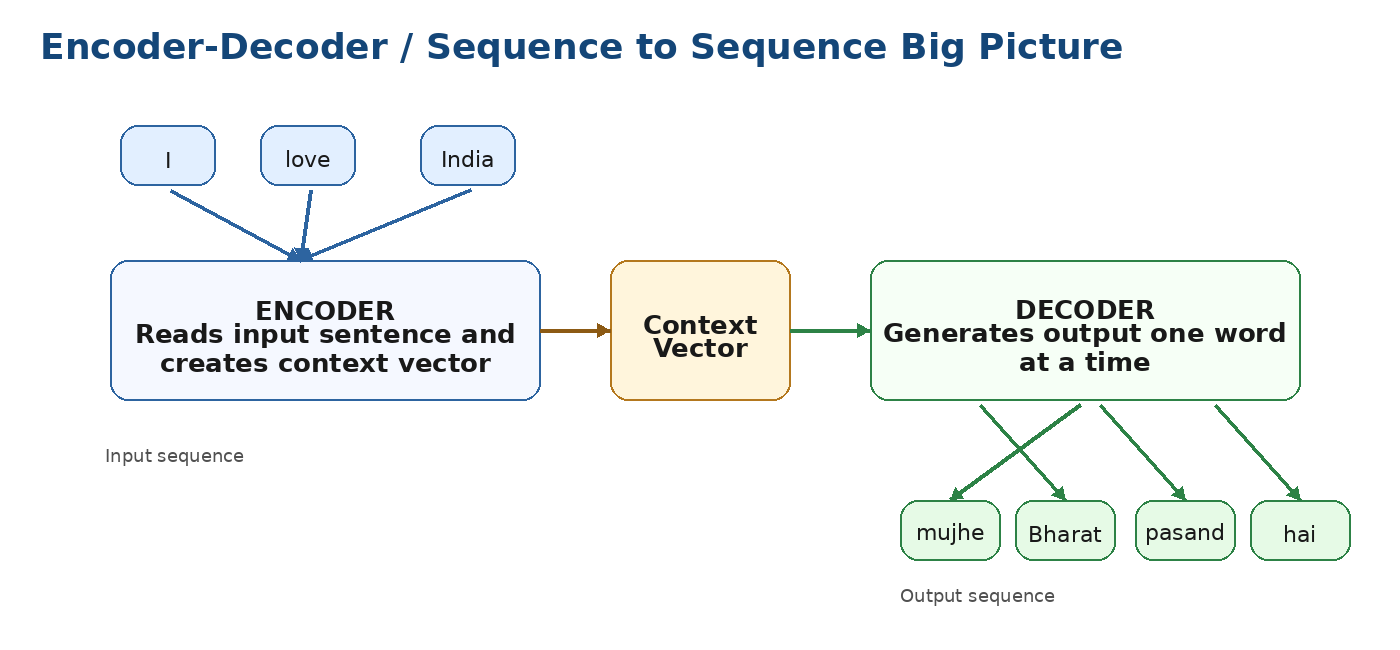 Encoder-Decoder / Sequence to Sequence Big Picture
I
love
India
ENCODER
Reads input sentence and
creates context vector
Context
Vector
DECODER
Generates output one word
at a time
Input sequence
mujhe
Bharat
pasand
hai
Output sequence